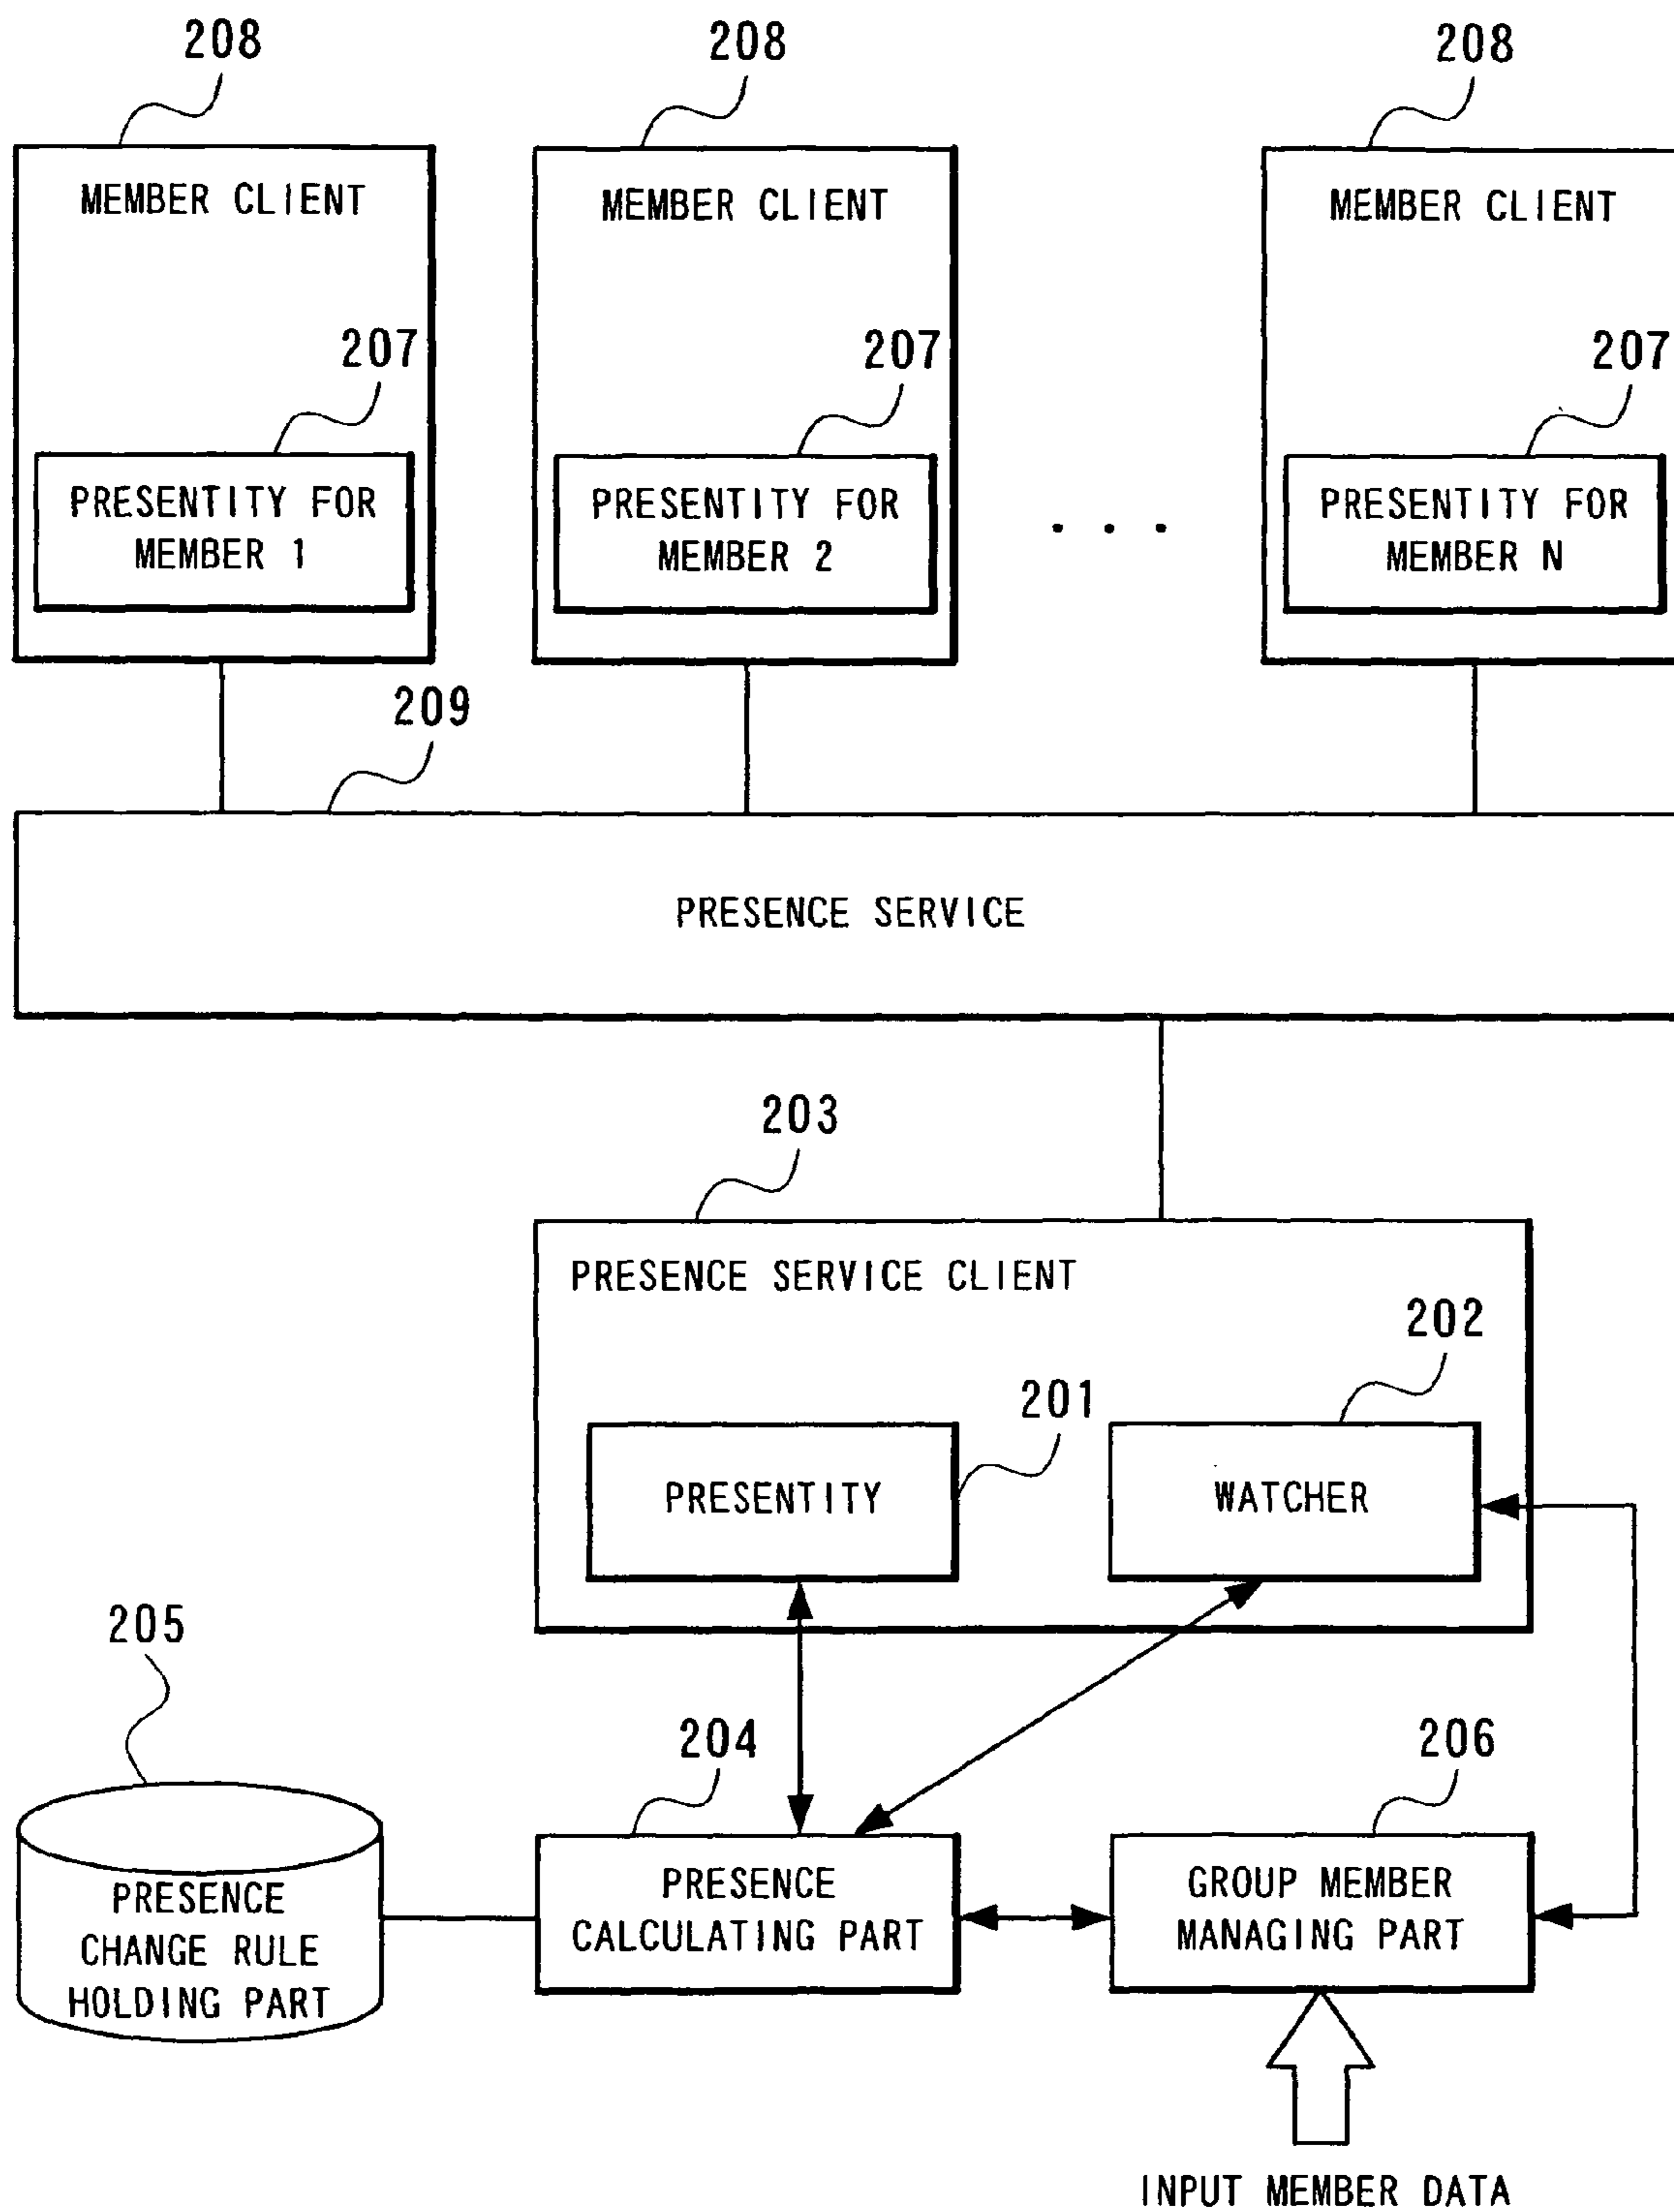 208
208
208
MEMBER CLIENT
MEMBER CLIENT
MEMBER CLIENT
207
207
207
PRESENTITY FOR
MEMBER 1
PRESENTITY FOR
MEMBER 2
. . .
PRESENTITY FOR
MEMBER N
209
PRESENCE SERVICE
203
PRESENCE SERVICE CLIENT
202
201
PRESENTITY
WATCHER
205
204
206
PRESENCE
CHANGE RULE
HOLDING PART
PRESENCE
CALCULATING PART
GROUP MEMBER
MANAGING PART
INPUT MEMBER DATA